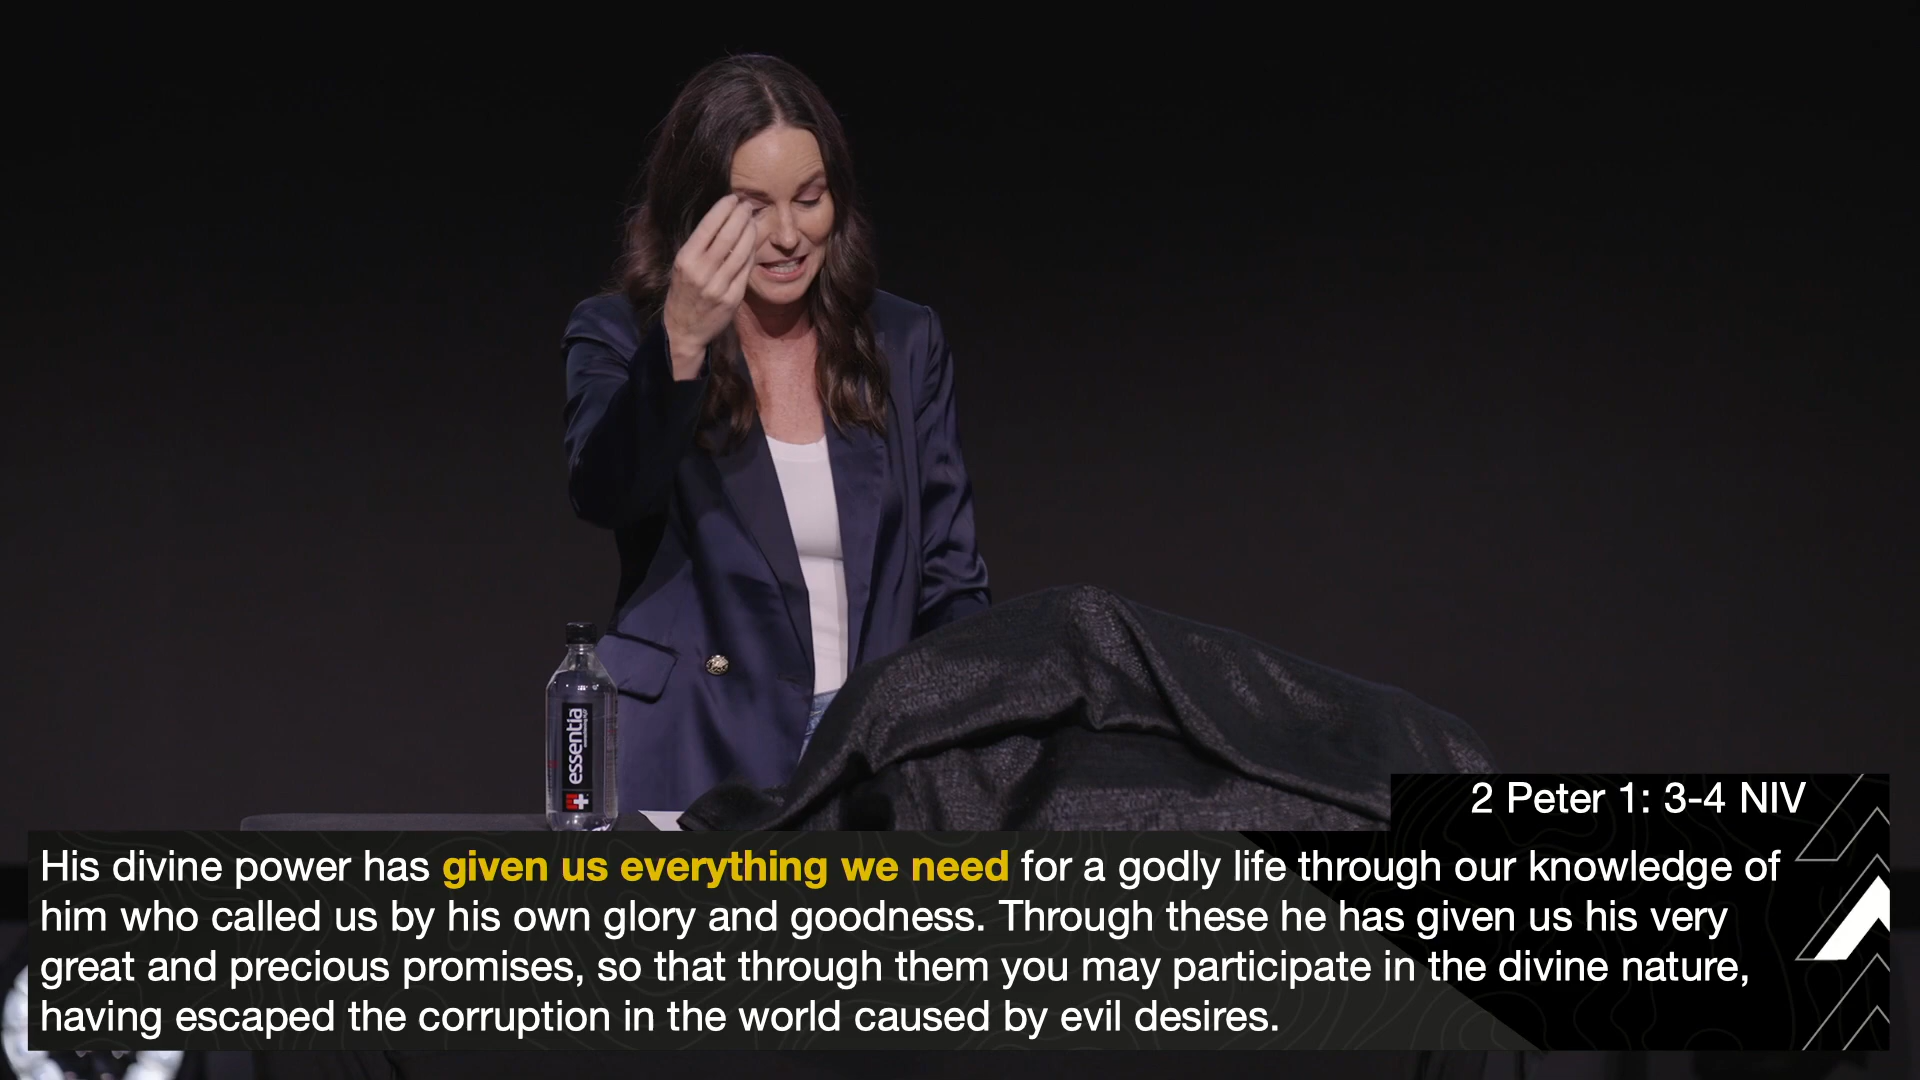 essentia
2 Peter 1: 3-4 NIV
His divine power has given us everything we need for a godly life through our knowledge of
him who called us by his own glory and goodness. Through these he has given us his very
great and precious promises, so that through them you may participate in the divine nature,
having escaped the corruption in the world caused by evil desires.